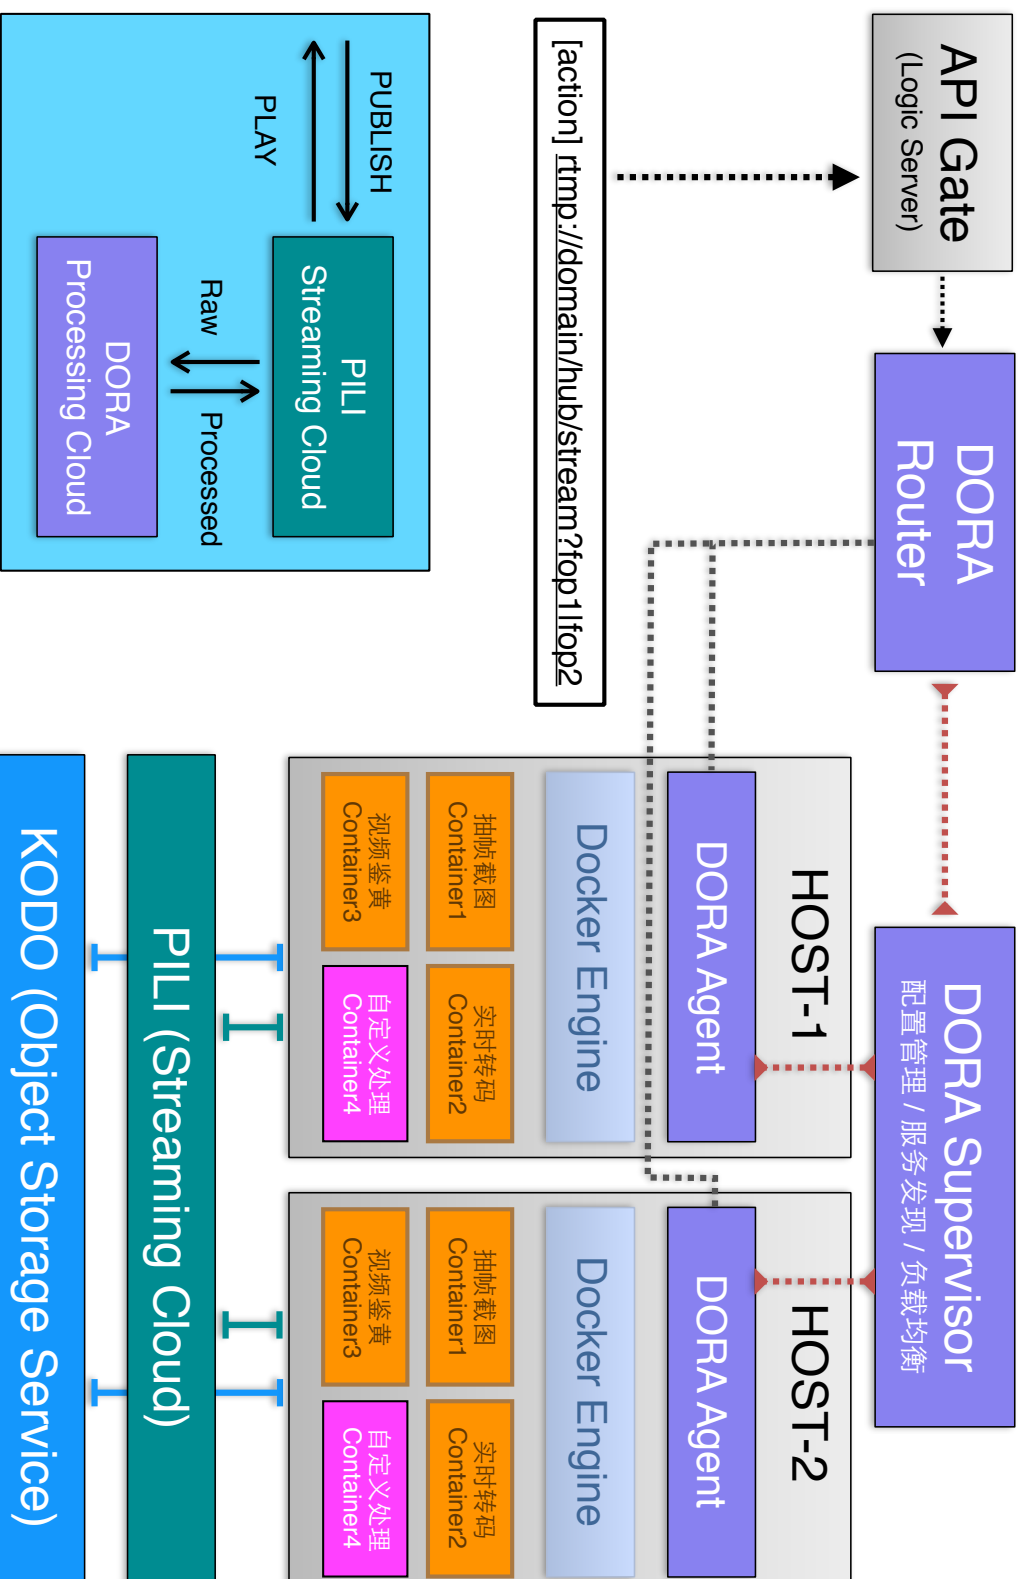 API Gate
(Logic Server)
DORA
Router
DORA Supervisor
配置管理 / 服务发现 / 负载均衡
[action] rtmp://domain/hub/stream?fop1|fop2
HOST-1
DORA Agent
Docker Engine
抽帧截图
Container1
实时转码
Container2
视频鉴黄
Container3
自定义处理
Container4
HOST-2
DORA Agent
Docker Engine
抽帧截图
Container1
实时转码
Container2
视频鉴黄
Container3
自定义处理
Container4
PUBLISH
PLAY
PILI
Streaming Cloud
Raw
Processed
DORA
Processing Cloud
PILI (Streaming Cloud)
KODO (Object Storage Service)